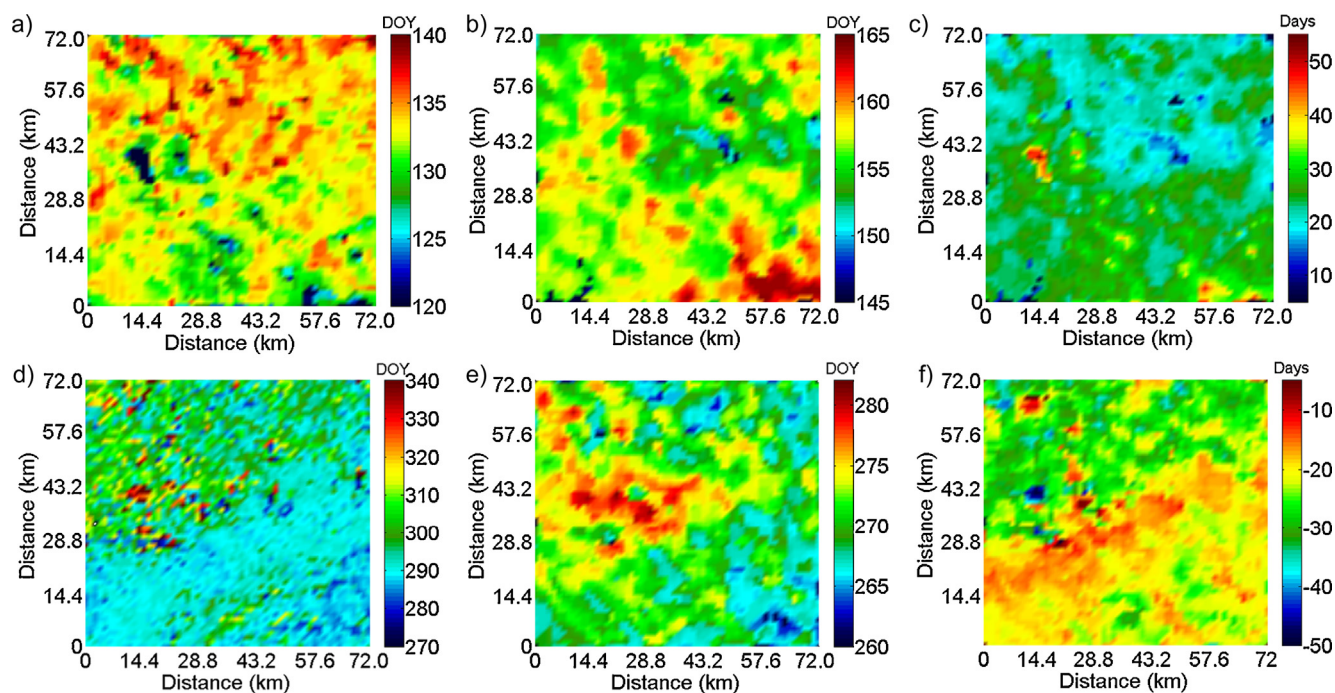 a)
DOY
72.0
57.6
43.2
28.8
14.4
0
Distance (km)
0 14.4 28.8 43.2 57.6 72.0
Distance (km)
140
135
130
125
120
b)
DOY
72.0
57.6
43.2
28.8
14.4
0
Distance (km)
0 14.4 28.8 43.2 57.6 72.0
Distance (km)
165
160
155
150
145
c)
Days
72.0
57.6
43.2
28.8
14.4
0
Distance (km)
0 14.4 28.8 43.2 57.6 72.0
Distance (km)
50
40
30
20
10
d)
DOY
72.0
57.6
43.2
28.8
14.4
0
Distance (km)
0 14.4 28.8 43.2 57.6 72.0
Distance (km)
340
330
320
310
300
290
280
270
e)
DOY
72.0
57.6
43.2
28.8
14.4
0
Distance (km)
0 14.4 28.8 43.2 57.6 72.0
Distance (km)
280
275
270
265
260
f)
Days
72.0
57.6
43.2
28.8
14.4
0
Distance (km)
0 14.4 28.8 43.2 57.6 72.0
Distance (km)
-10
-20
-30
-40
-50